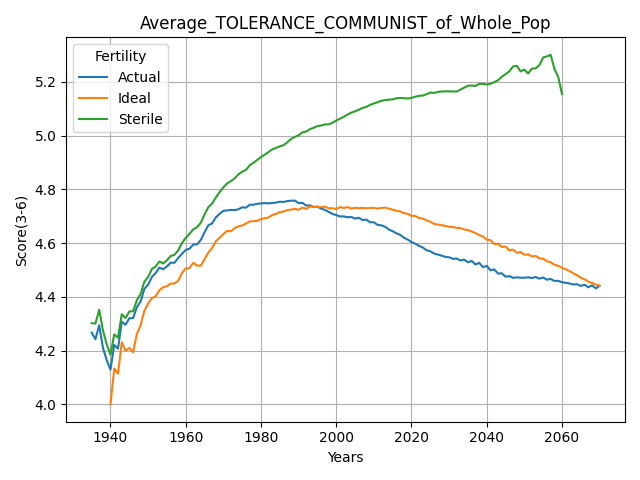 Average_TOLERANCE_COMMUNIST_of_Whole_Pop
Fertility
Actual
Ideal
Sterile
Score(3-6)
5.2
5.0
4.8
4.6
4.4
4.2
4.0
1940 1960 1980 2000 2020 2040 2060
Years